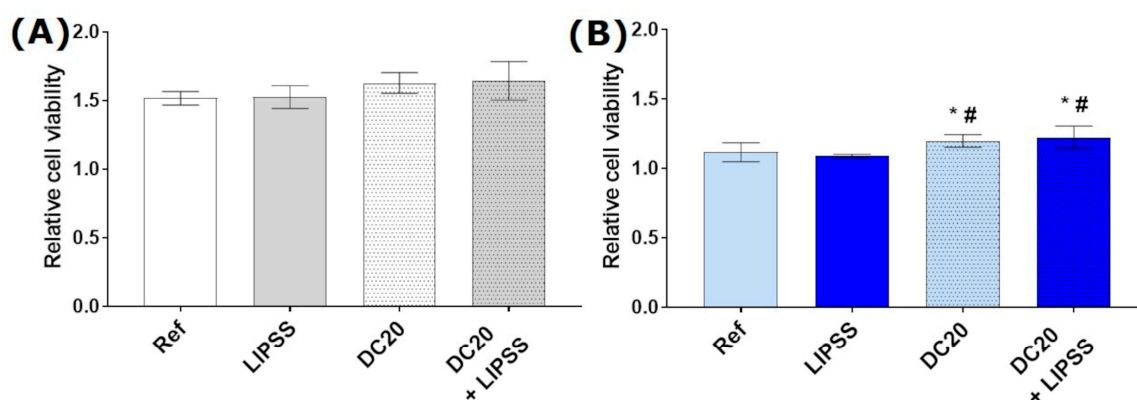 (A)
Relative cell viability
2.0
1.5
1.0
0.5
0.0
Ref
LIPSS
DC20
DC20
+ LIPSS
(B)
Relative cell viability
2.0
1.5
1.0
0.5
0.0
* #
* #
Ref
LIPSS
DC20
DC20
+ LIPSS